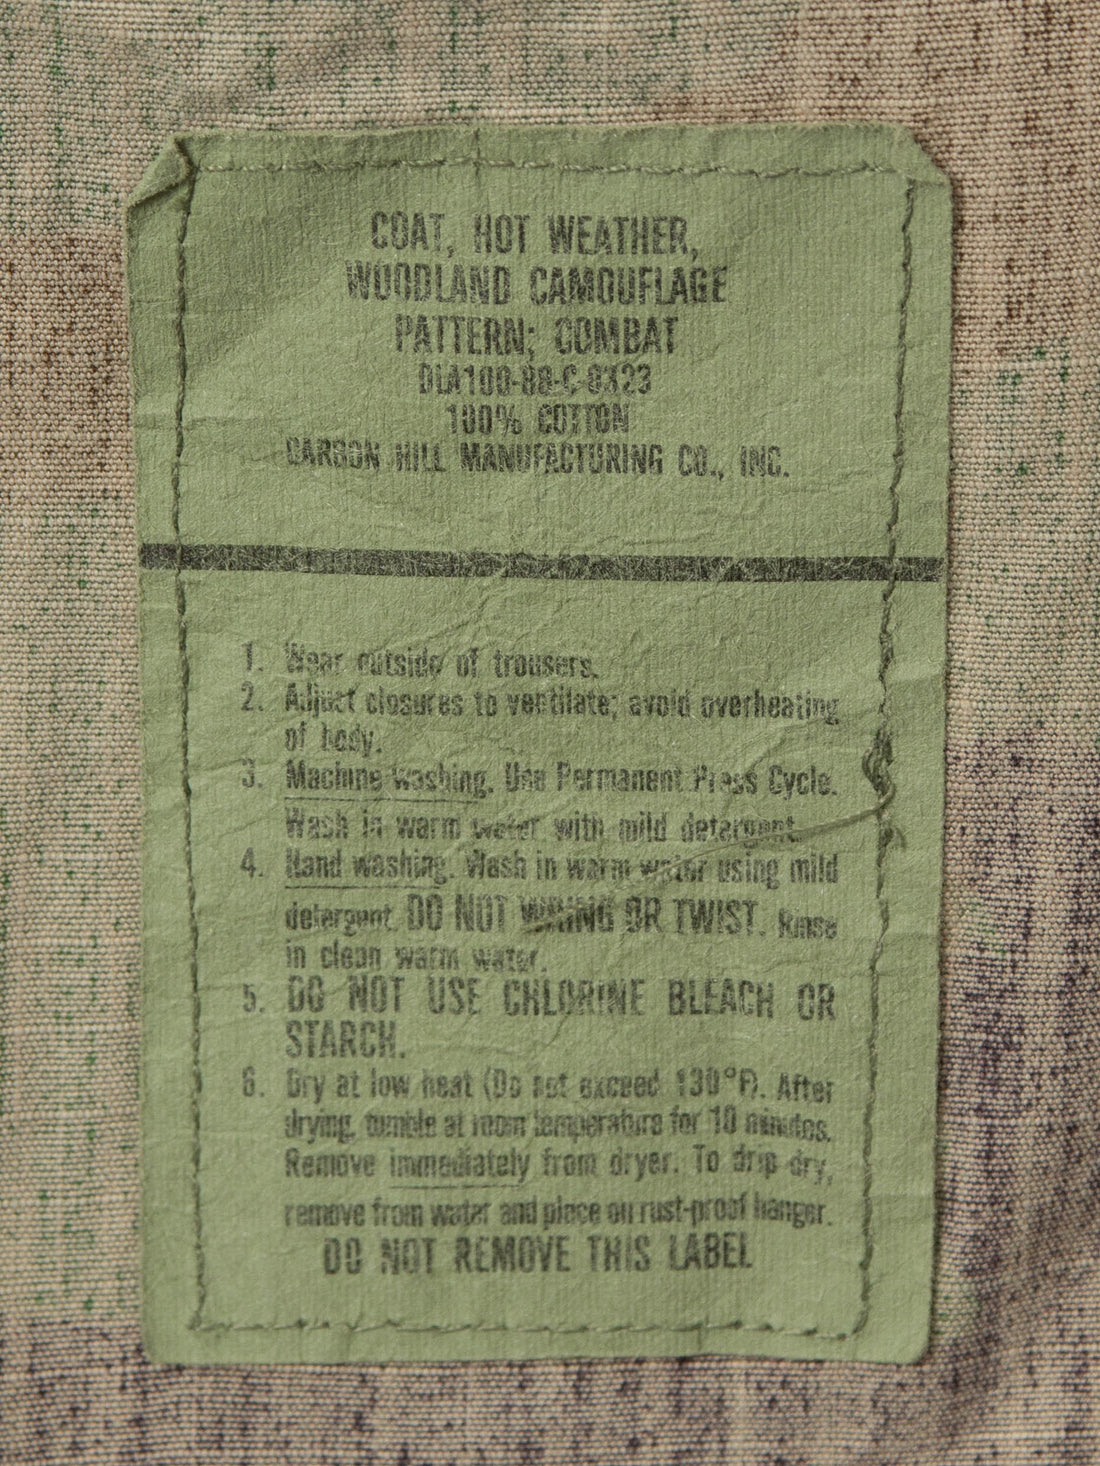 COAT, HOT WEATHER,
WOODLAND CAMOUFLAGE
PATTERN; COMBAT
DLA100-88-C-8X23
100% COTTON
CARBON HILL MANUFACTURING CO., INC.
1. Wear outside of trousers.
2. Adjust closures to ventilate; avoid overheating
of body.
3. Machine washing. Use Permanent Press Cycle.
Wash in warm water with mild detergent.
4. Hand washing. Wash in warm water using mild
detergent. DO NOT WRING OR TWIST. Rinse
in clean warm water.
5. DO NOT USE CHLORINE BLEACH OR
STARCH.
6. Dry at low heat (Do not exceed 130°F). After
drying, tumble at room temperature for 10 minutes.
Remove immediately from dryer. To drip dry,
remove from water and place on rust-proof hanger.
DO NOT REMOVE THIS LABEL